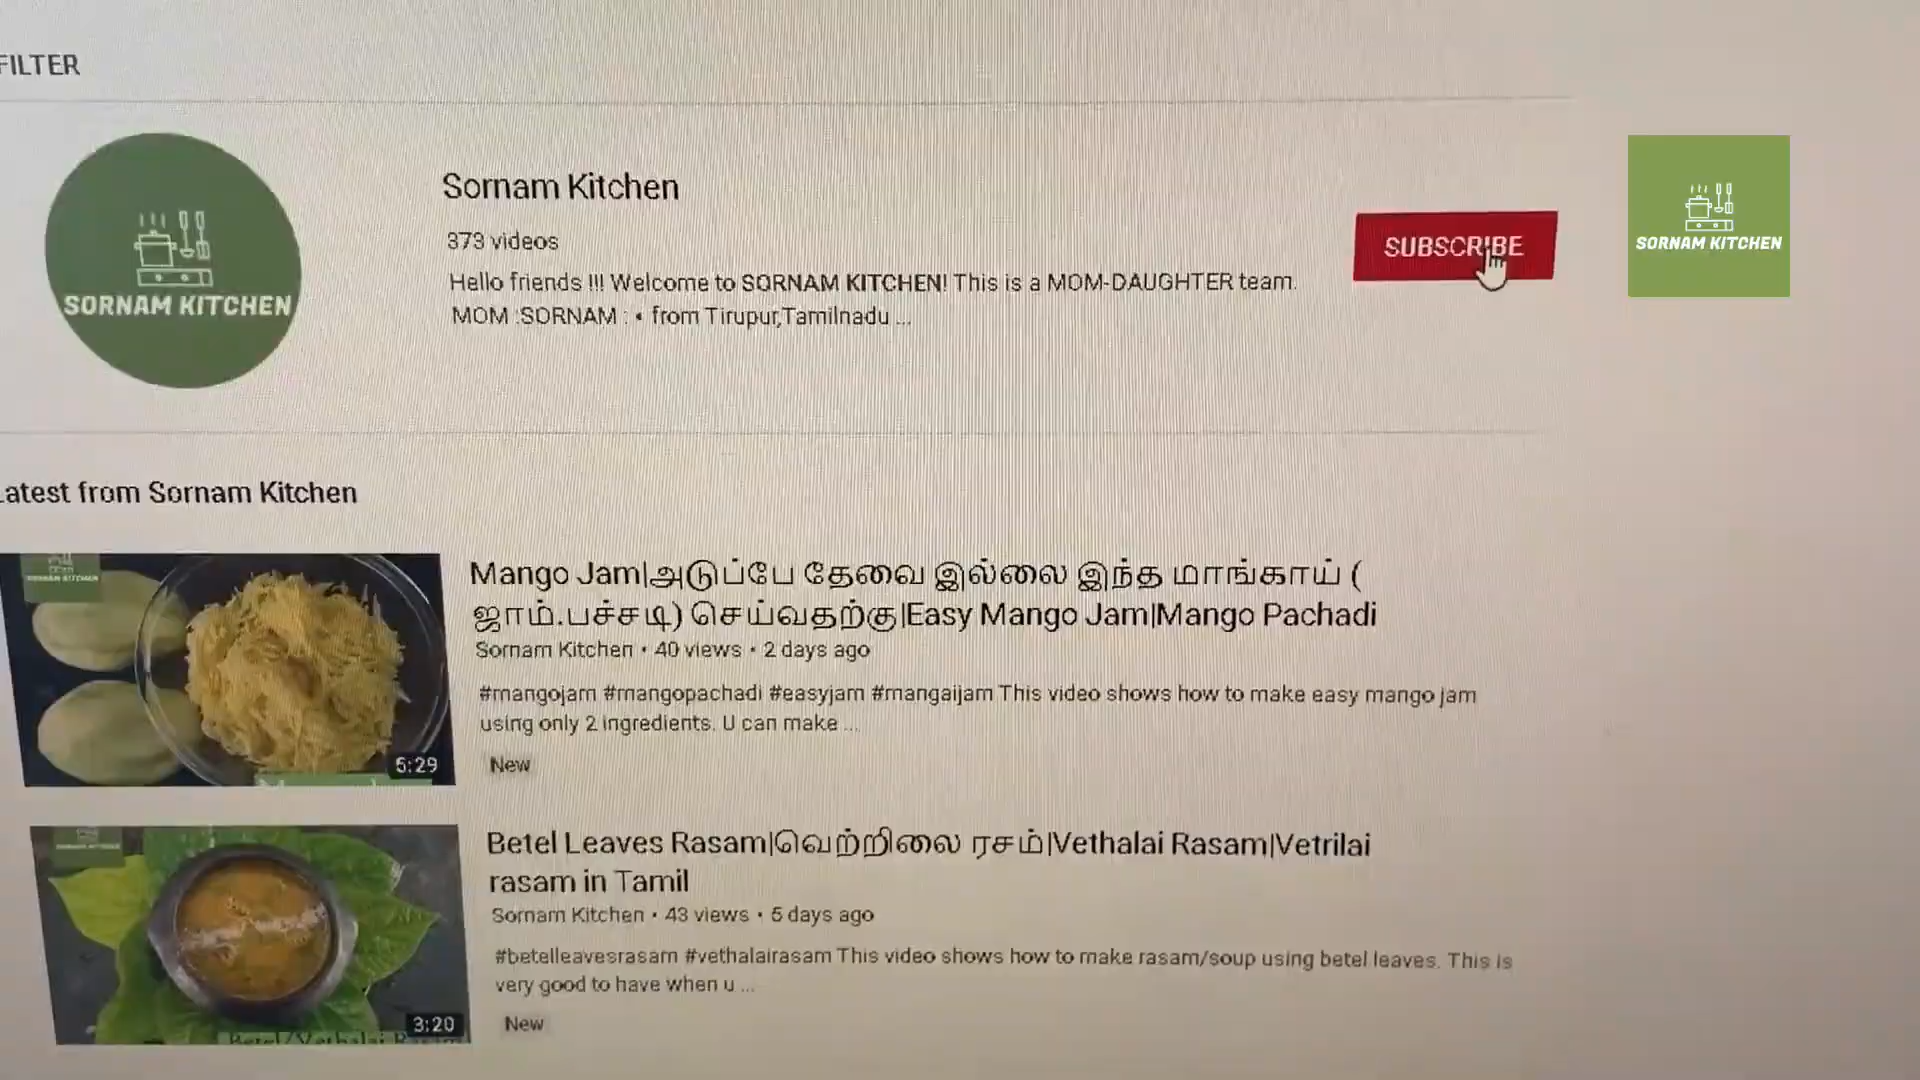 FILTER
SORNAM KITCHEN
Sornam Kitchen
373 videos
Hello friends !!! Welcome to SORNAM KITCHEN! This is a MOM-DAUGHTER team.
MOM :SORNAM : • from Tirupur,Tamilnadu ...
SUBSCRIBE
SORNAM KITCHEN
Latest from Sornam Kitchen
SORNAM KITCHEN
5:29
Mango Jam|அடுப்பே தேவை இல்லை இந்த மாங்காய் (
ஜாம்.பச்சடி) செய்வதற்கு|Easy Mango Jam|Mango Pachadi
Sornam Kitchen • 40 views • 2 days ago
#mangojam #mangopachadi #easyjam #mangaijam This video shows how to make easy mango jam
using only 2 ingredients. U can make ...
New
3:20
Betel Leaves Rasam|வெற்றிலை ரசம்|Vethalai Rasam|Vetrilai
rasam in Tamil
Sornam Kitchen • 43 views • 5 days ago
#betelleavesrasam #vethalairasam This video shows how to make rasam/soup using betel leaves. This is
very good to have when u ...
New